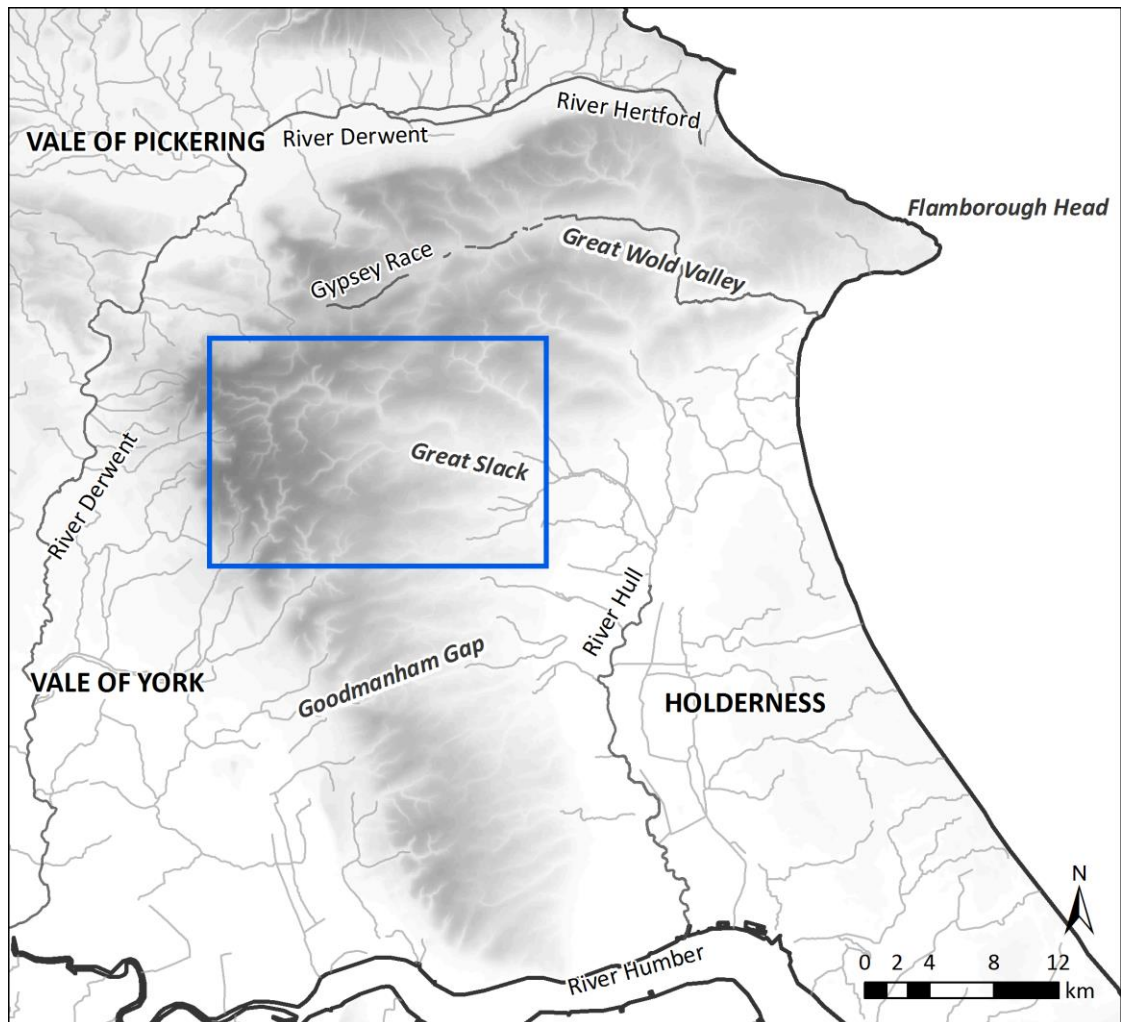 River Hertford
VALE OF PICKERING
River Derwent
Flamborough Head
Great Wold Valley
Gypsey Race
Great Slack
River Derwent
River Hull
Goodmanham Gap
VALE OF YORK
HOLDERNESS
N
River Humber
0 2 4 8 12
km